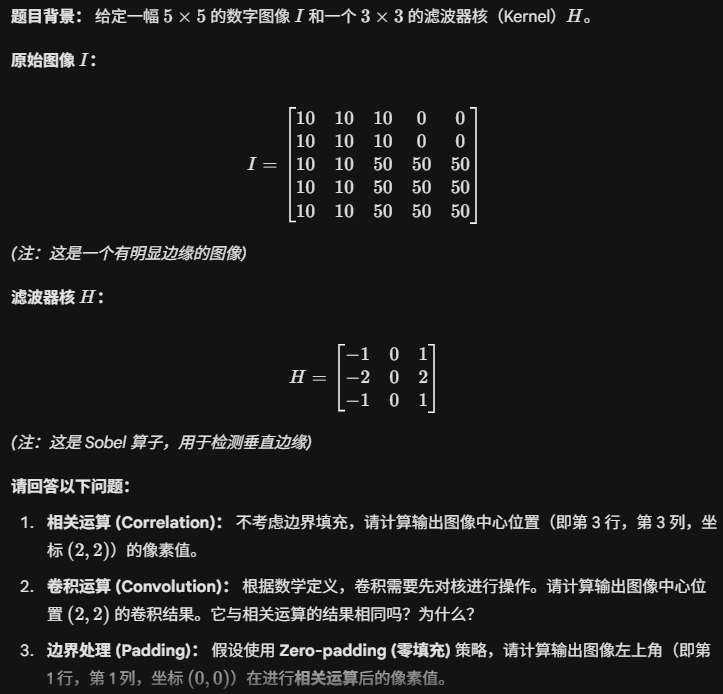 题目背景： 给定一幅 5 × 5 的数字图像 I 和一个 3 × 3 的滤波器核（Kernel）H。
原始图像 I：
10 10 10 0 0
10 10 10 0 0
I = 10 10 50 50 50
10 10 50 50 50
10 10 50 50 50
(注：这是一个有明显边缘的图像)
滤波器核 H：
−1 0 1
H = −2 0 2
−1 0 1
(注：这是 Sobel 算子，用于检测垂直边缘)
请回答以下问题：
1. 相关运算 (Correlation)： 不考虑边界填充，请计算输出图像中心位置（即第 3 行，第 3 列，坐
标 (2, 2)）的像素值。
2. 卷积运算 (Convolution)： 根据数学定义，卷积需要先对核进行操作。请计算输出图像中心位
置 (2, 2) 的卷积结果。它与相关运算的结果相同吗？为什么？
3. 边界处理 (Padding)： 假设使用 Zero-padding (零填充) 策略，请计算输出图像左上角（即第
1 行，第 1 列，坐标 (0, 0)）在进行相关运算后的像素值。